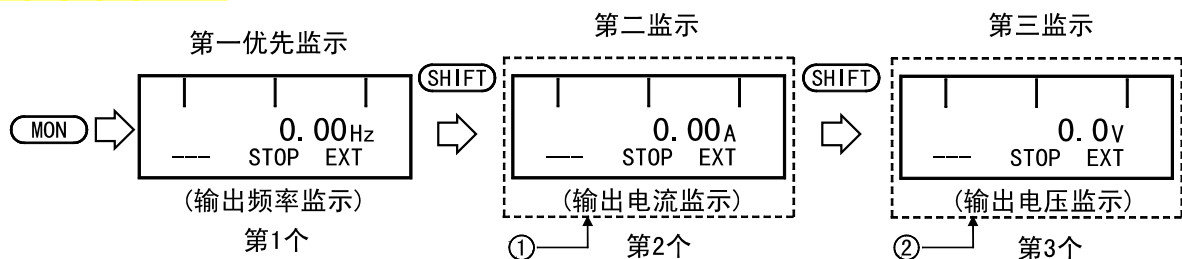 第一优先监示
第二监示
第三监示
MON
SHIFT
SHIFT
0.00Hz
--- STOP EXT
0.00A
--- STOP EXT
0.0V
--- STOP EXT
(输出频率监示)
(输出电流监示)
(输出电压监示)
第1个
① 第2个
② 第3个